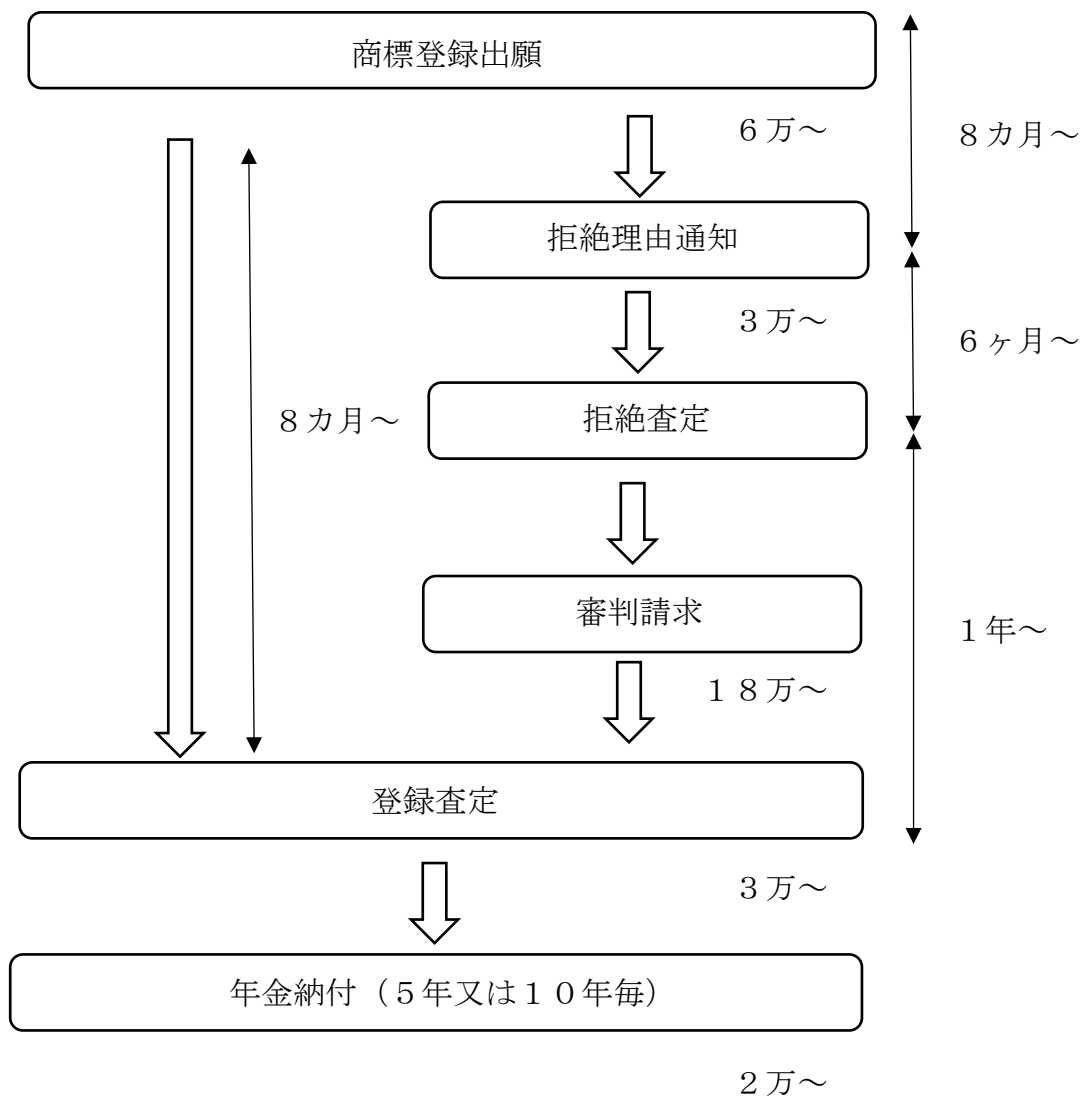 商標登録出願
6万～
8カ月～
拒絶理由通知
3万～
6ヶ月～
8カ月～
拒絶査定
審判請求
1年～
18万～
登録査定
3万～
年金納付（5年又は10年毎）
2万～